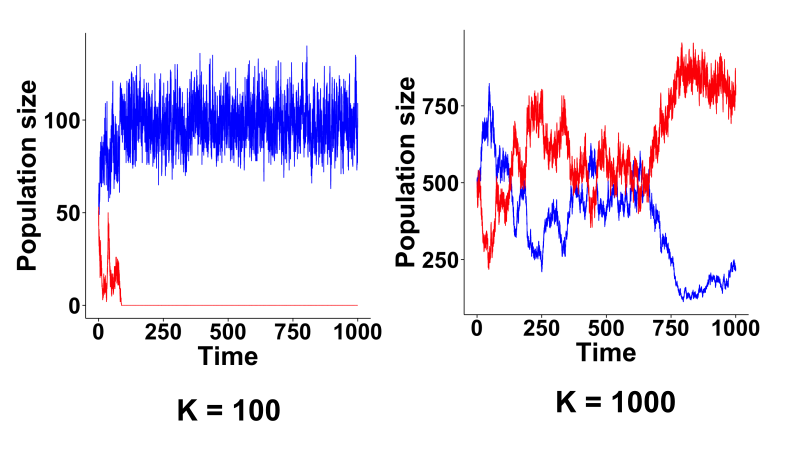 Population size
100
50
0
0 250 500 750 1000
Time
K = 100
Population size
750
500
250
0 250 500 750 1000
Time
K = 1000